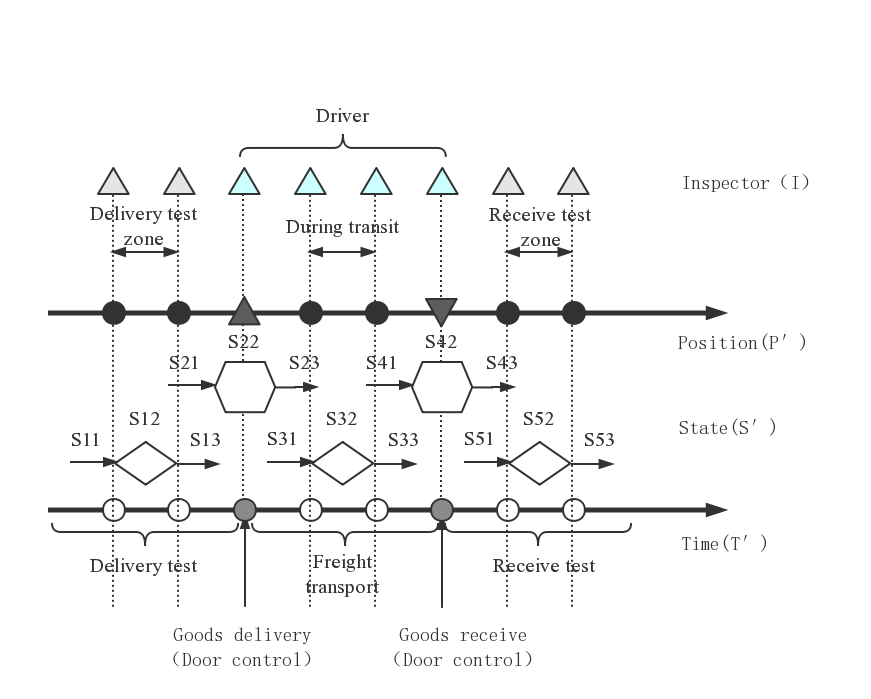 Driver
Inspector (I)
Delivery test
zone
During transit
Receive test
zone
Position(P′ )
S22
S42
S21
S23
S41
S43
S12
S32
S52
State(S′ )
S11
S13
S31
S33
S51
S53
Time(T′ )
Delivery test
Freight
transport
Receive test
Goods delivery
(Door control)
Goods receive
(Door control)